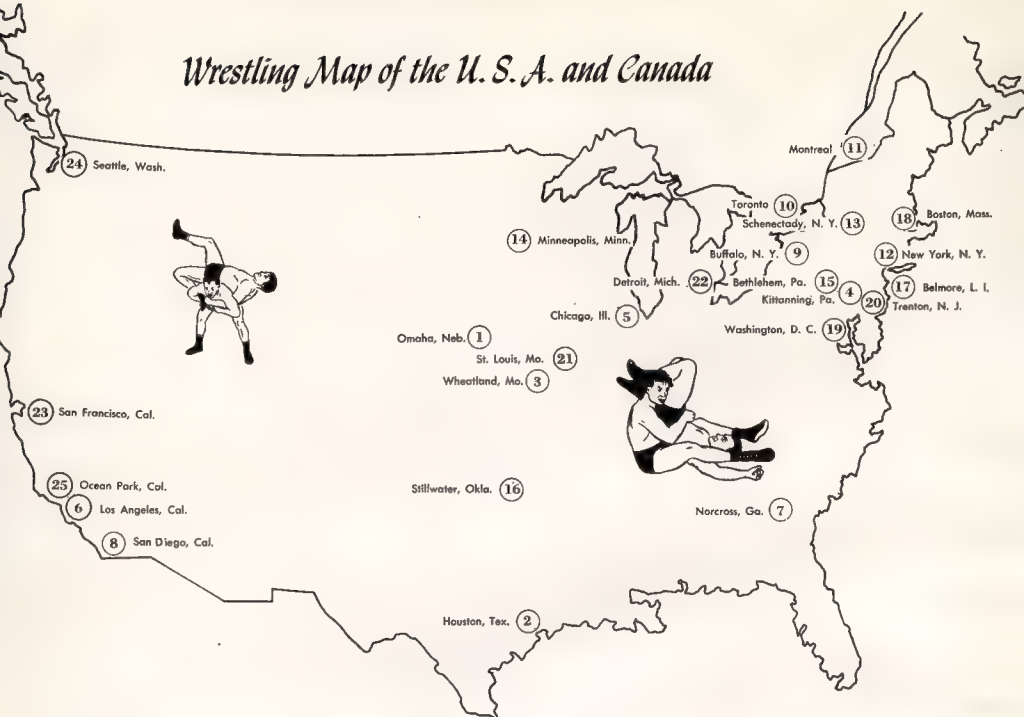 Wrestling Map of the U. S. A. and Canada
Montreal 11
24 Seattle, Wash.
Toronto 10
18 Boston, Mass.
Schenectady, N. Y. 13
14 Minneapolis, Minn.
Buffalo, N. Y. 9
12 New York, N. Y.
Detroit, Mich. 22
Bethlehem, Pa. 15
17 Belmore, L. I.
Kittanning, Pa. 4
20 Trenton, N. J.
Chicago, Ill. 5
Washington, D. C. 19
Omaha, Neb. 1
St. Louis, Mo. 21
Wheatland, Mo. 3
23 San Francisco, Cal.
25 Ocean Park, Cal.
Stillwater, Okla. 16
6 Los Angeles, Cal.
Norcross, Ga. 7
8 San Diego, Cal.
Houston, Tex. 2